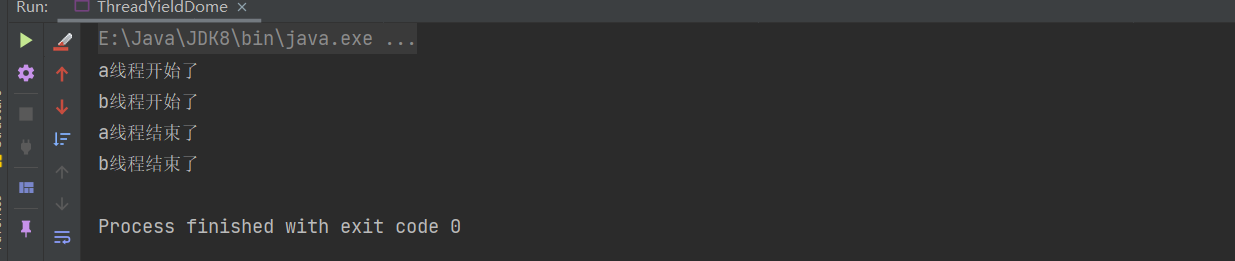 Run: ThreadYieldDome ×
E:\Java\JDK8\bin\java.exe ...
a线程开始了
b线程开始了
a线程结束了
b线程结束了
Process finished with exit code 0